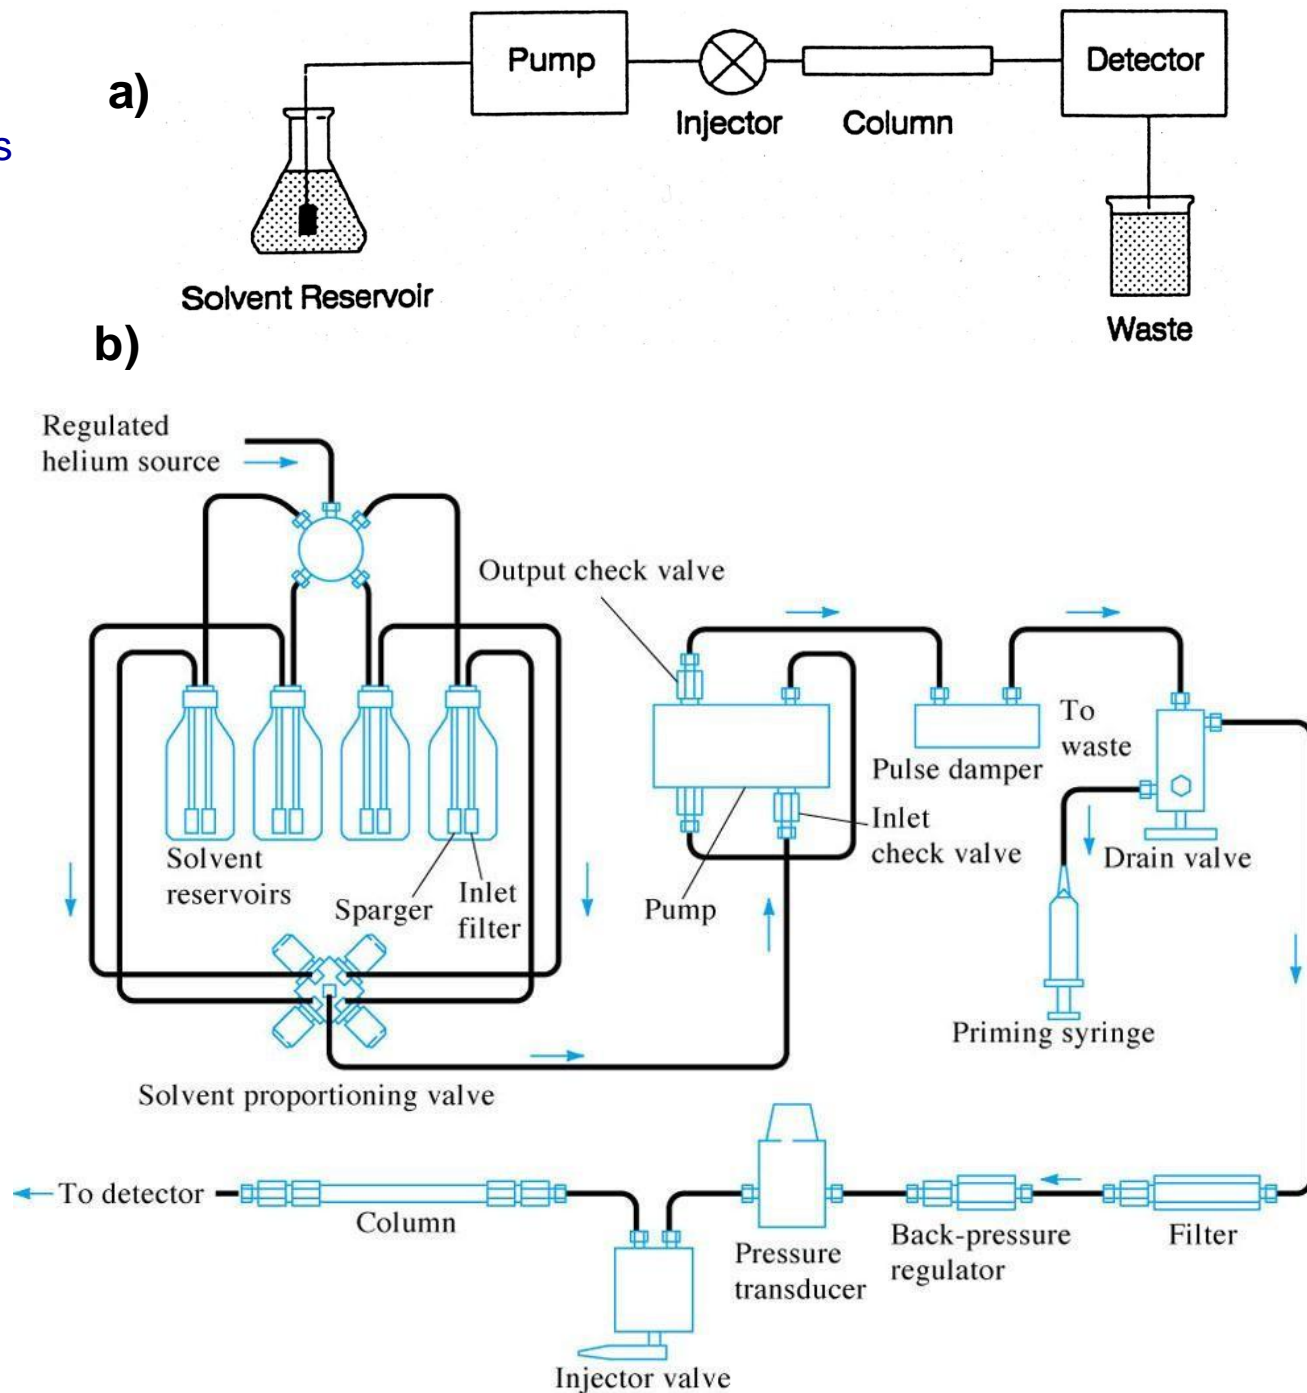 a)
Pump
Detector
Injector
Column
s
Solvent Reservoir
Waste
b)
Regulated
helium source
Output check valve
To
waste
Pulse damper
Inlet
check valve
Drain valve
Solvent
reservoirs
Sparger
Inlet
filter
Pump
Priming syringe
Solvent proportioning valve
To detector
Column
Pressure
transducer
Back-pressure
regulator
Filter
Injector valve